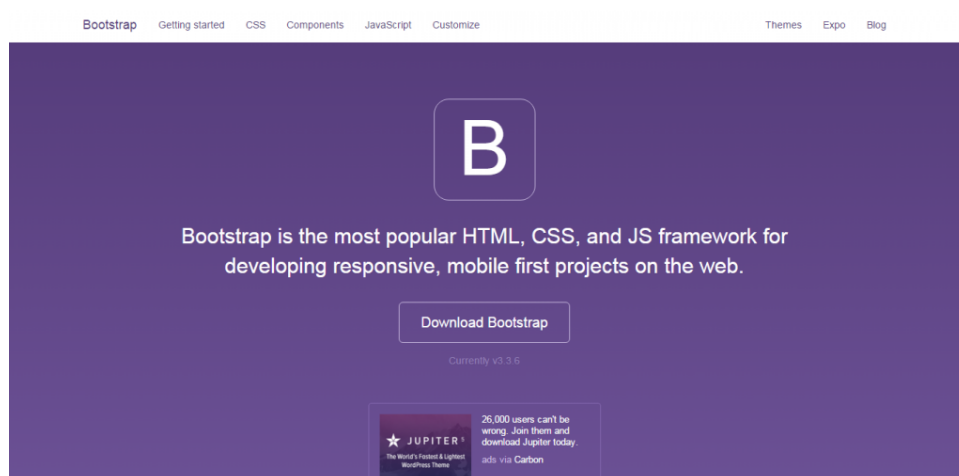 Bootstrap Getting started CSS Components JavaScript Customize Themes Expo Blog
B
Bootstrap is the most popular HTML, CSS, and JS framework for
developing responsive, mobile first projects on the web.
Download Bootstrap
Currently v3.3.6
26,000 users can't be
wrong. Join them and
download Jupiter today.
ads via Carbon
JUPITER 5
The World's Fastest & Lightest
WordPress Theme